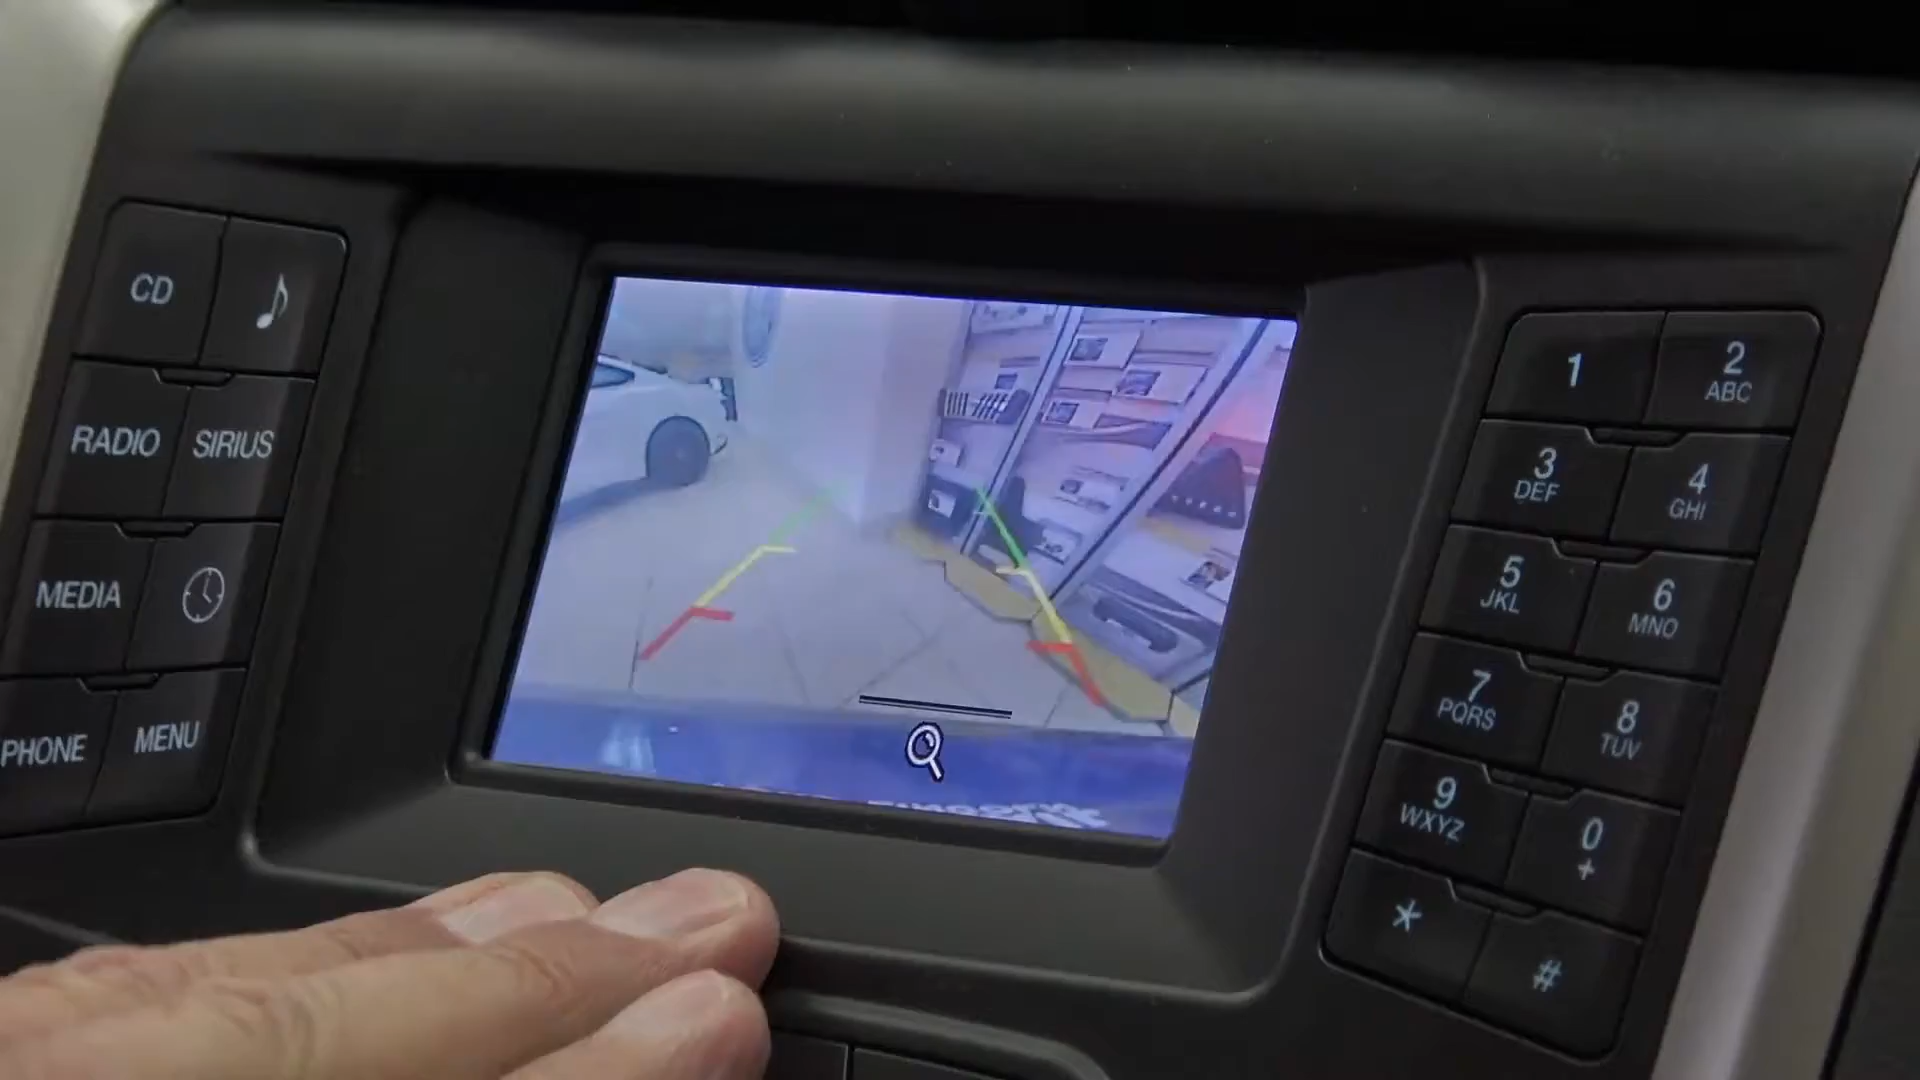 CD
RADIO SIRIUS
MEDIA
PHONE MENU
1 2
ABC
3 4
DEF GHI
5 6
JKL MNO
7 8
PQRS TUV
9 0
WXYZ +
* #